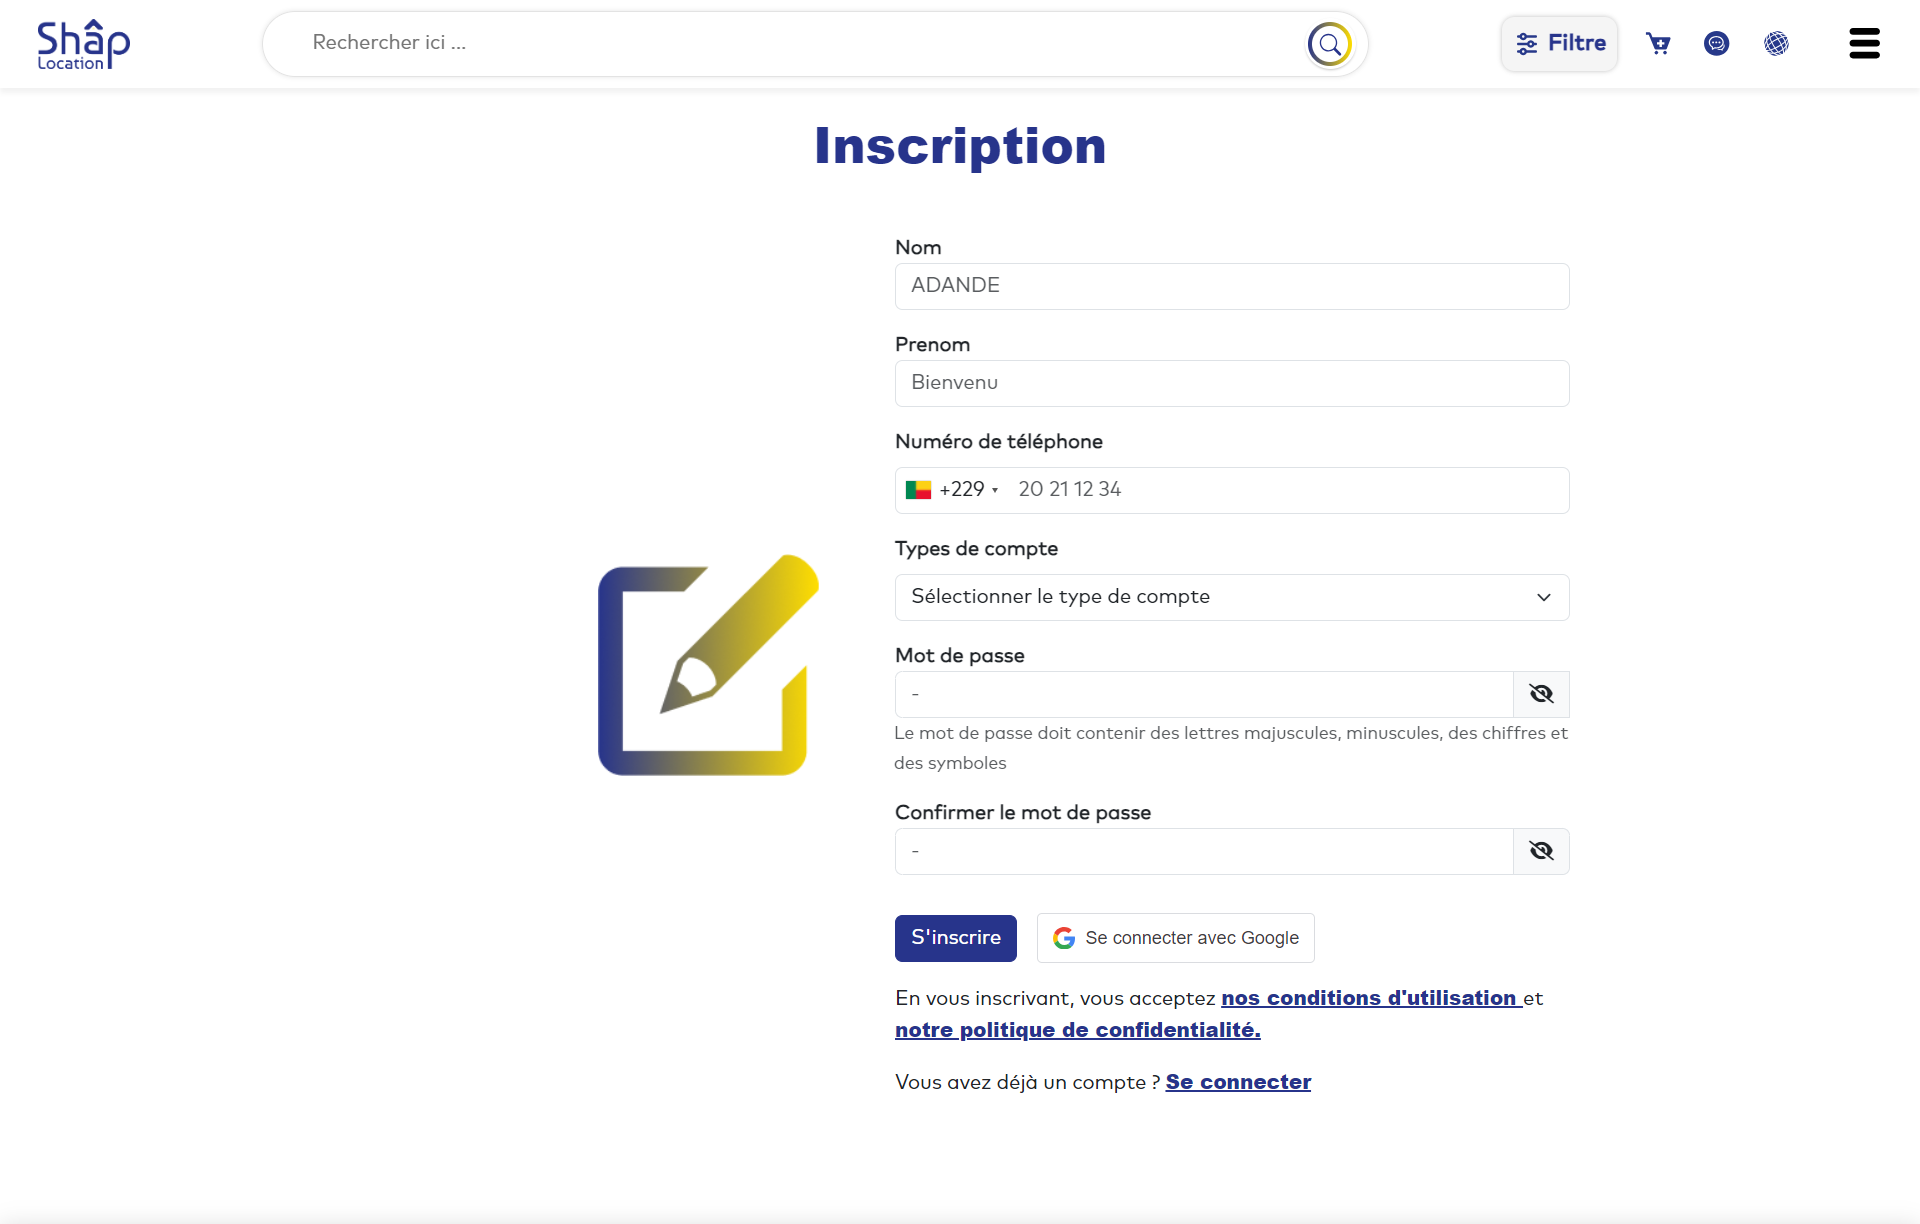 Shâp
Location
Rechercher ici ...
Filtre
Inscription
Nom
ADANDE
Prenom
Bienvenu
Numéro de téléphone
+229
20 21 12 34
Types de compte
Sélectionner le type de compte
Mot de passe
-
Le mot de passe doit contenir des lettres majuscules, minuscules, des chiffres et
des symboles
Confirmer le mot de passe
-
S'inscrire
Se connecter avec Google
En vous inscrivant, vous acceptez nos conditions d'utilisation et
notre politique de confidentialité.
Vous avez déjà un compte ? Se connecter